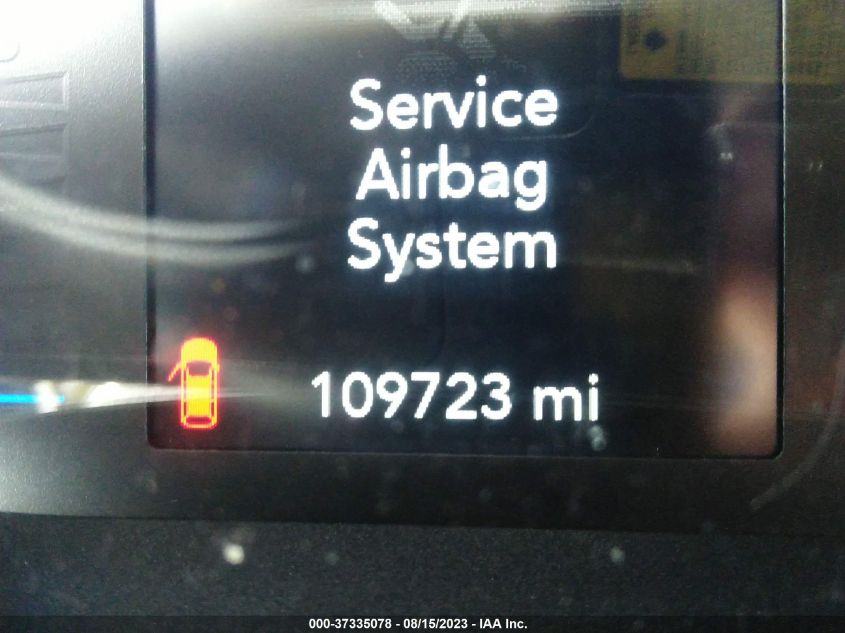 Service
Airbag
System
109723 mi
000-37335078 - 08/15/2023 - IAA Inc.